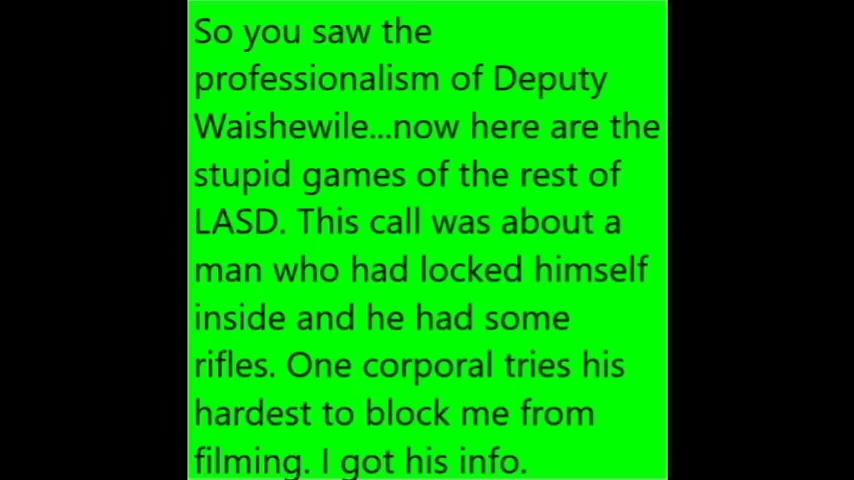 So you saw the
professionalism of Deputy
Waishewile...now here are the
stupid games of the rest of
LASD. This call was about a
man who had locked himself
inside and he had some
rifles. One corporal tries his
hardest to block me from
filming. I got his info.